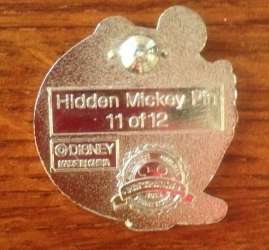 Hidden Mickey Pin
11 of 12
©DISNEY
MADE IN CHINA